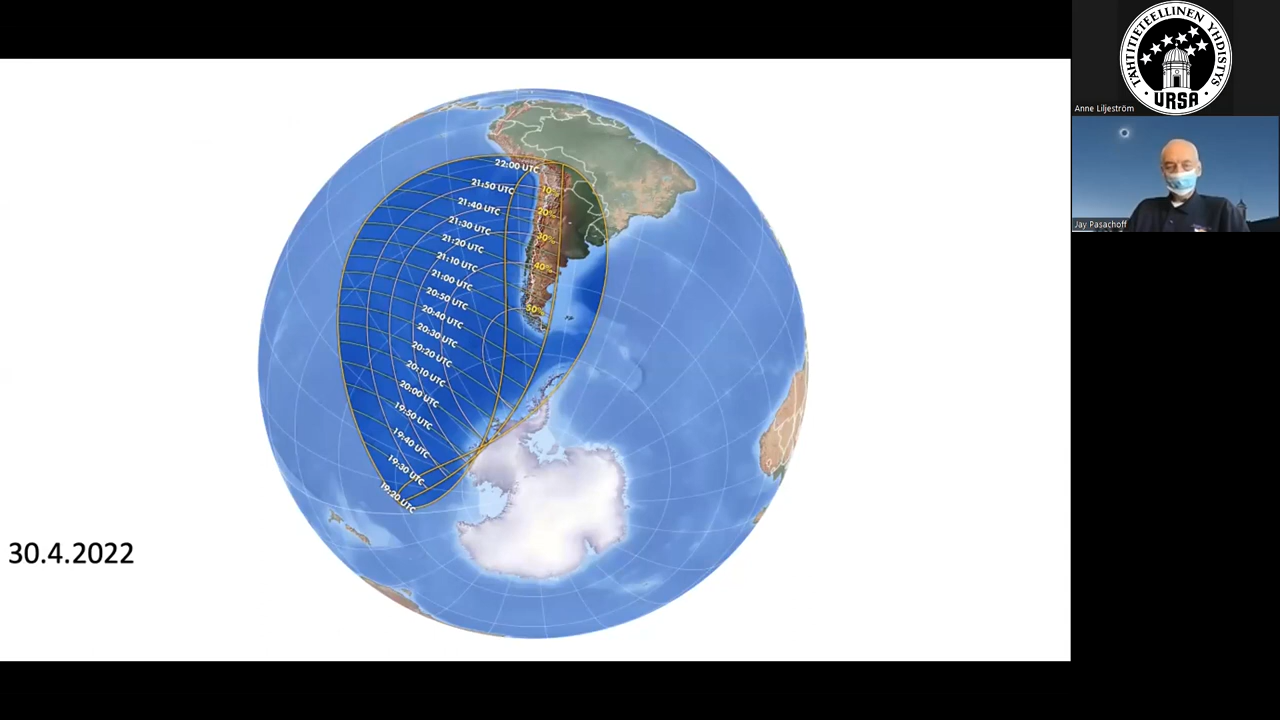 22:00 UTC
21:50 UTC
21:40 UTC
21:30 UTC
21:20 UTC
21:10 UTC
21:00 UTC
20:50 UTC
20:40 UTC
20:30 UTC
20:20 UTC
20:10 UTC
20:00 UTC
19:50 UTC
19:40 UTC
19:30 UTC
19:20 UTC
10%
20%
30%
40%
50%
30.4.2022
TÄHTITIETEELLINEN YHDISTYS
URSA
Anne Liljeström
Jay Pasachoff